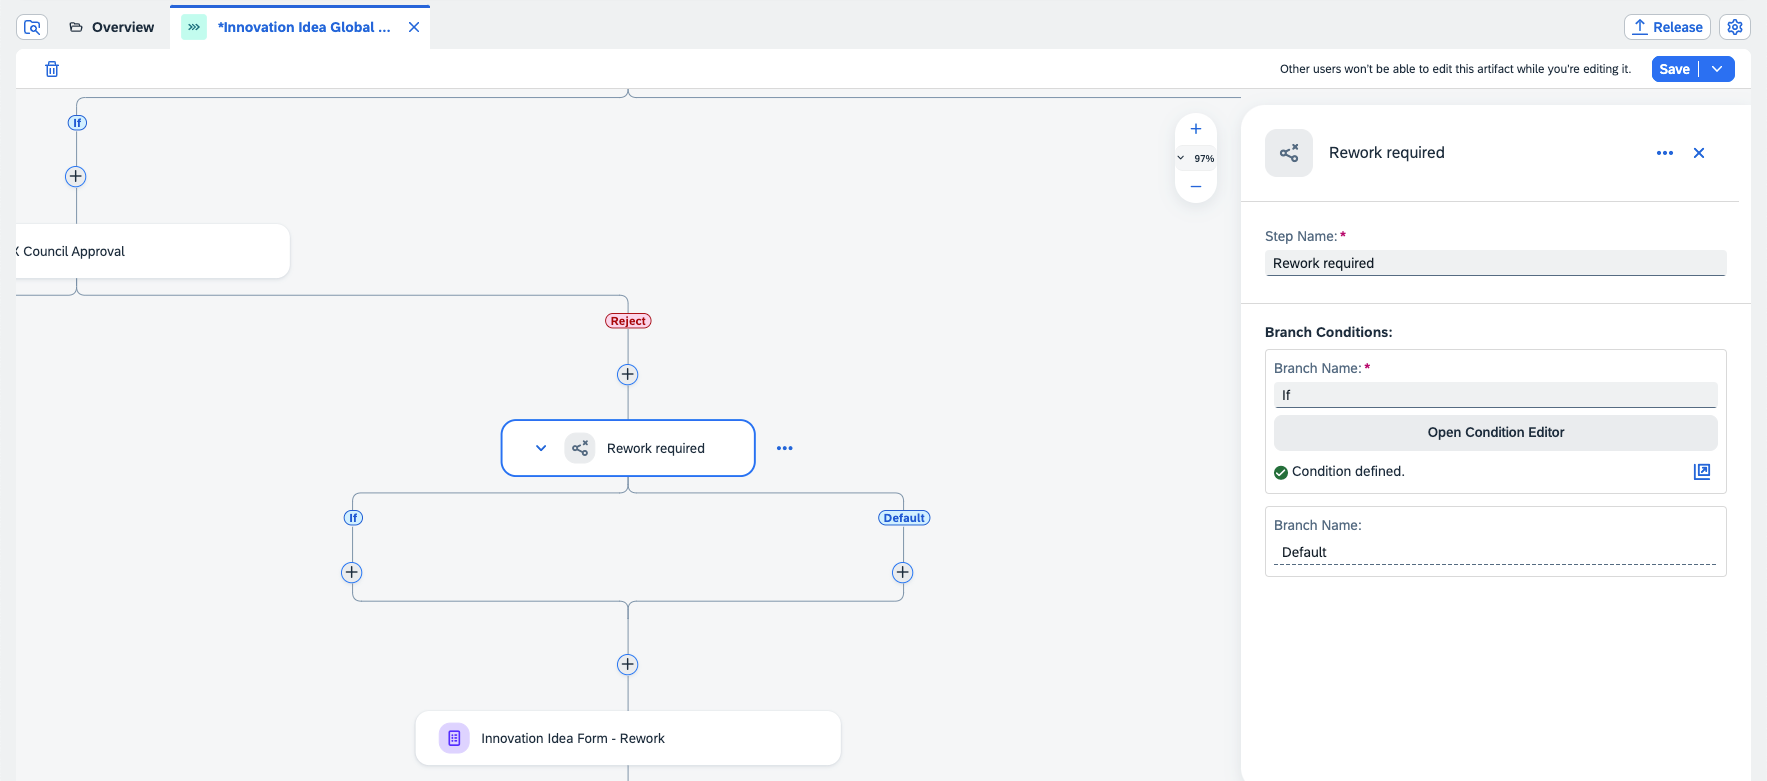 Overview
*Innovation Idea Global ...
Release
Other users won't be able to edit this artifact while you're editing it.
Save
If
97%
Council Approval
Reject
Rework required
If
Default
Innovation Idea Form - Rework
Rework required
Step Name:*
Rework required
Branch Conditions:
Branch Name:*
If
Open Condition Editor
Condition defined.
Branch Name:
Default